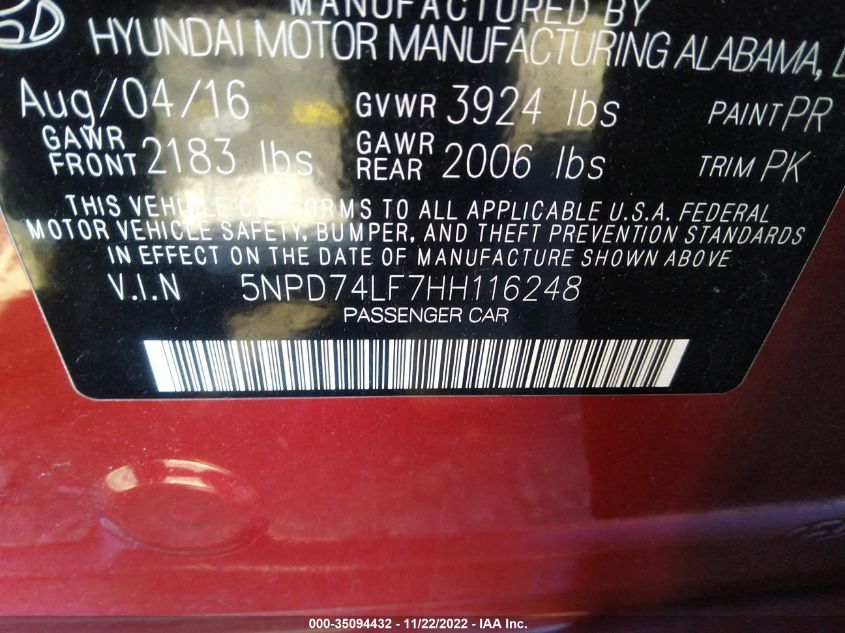 MANUFACTURED BY
HYUNDAI MOTOR MANUFACTURING ALABAMA,
Aug/04/16 GVWR 3924 lbs PAINT PR
GAWR FRONT 2183 lbs GAWR REAR 2006 lbs TRIM PK
THIS VEHICLE CONFORMS TO ALL APPLICABLE U.S.A. FEDERAL
MOTOR VEHICLE SAFETY, BUMPER, AND THEFT PREVENTION STANDARDS
IN EFFECT ON THE DATE OF MANUFACTURE SHOWN ABOVE.
V.I.N 5NPD74LF7HH116248
PASSENGER CAR
000-35094432 - 11/22/2022 - IAA Inc.